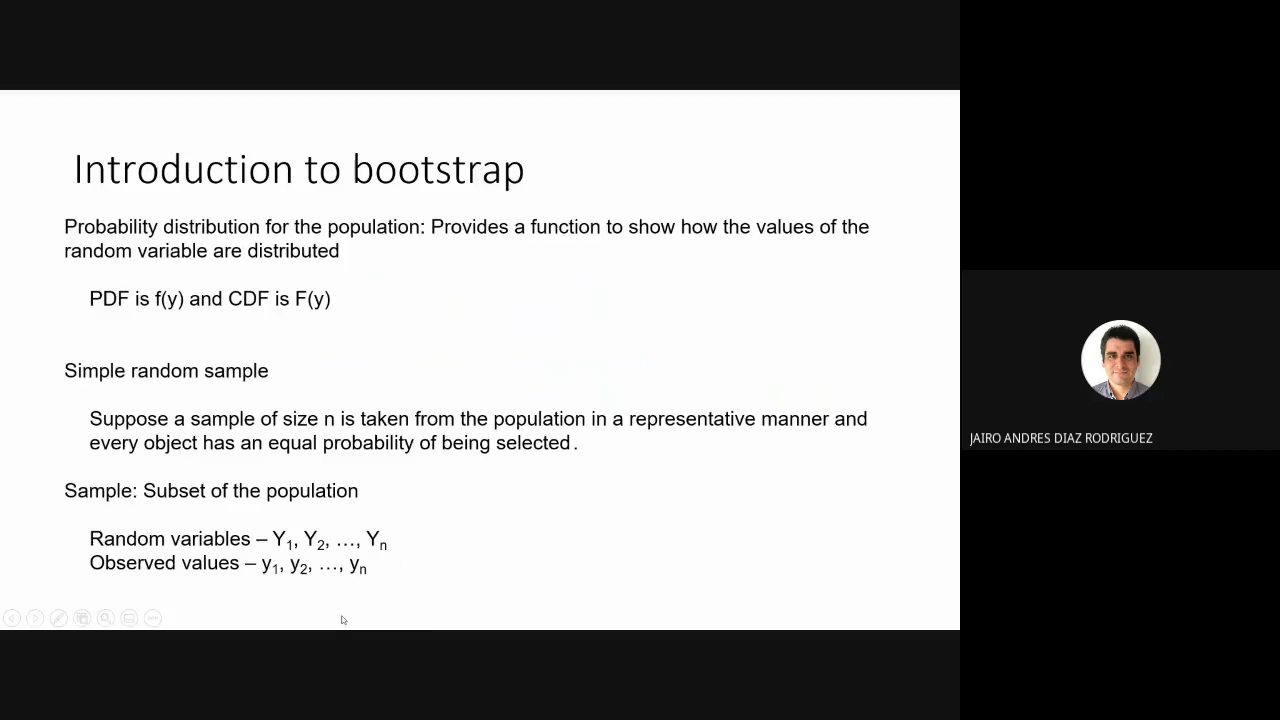 Introduction to bootstrap
Probability distribution for the population: Provides a function to show how the values of the
random variable are distributed
PDF is f(y) and CDF is F(y)
Simple random sample
Suppose a sample of size n is taken from the population in a representative manner and
every object has an equal probability of being selected.
Sample: Subset of the population
Random variables – Y₁, Y₂, …, Yₙ
Observed values – y₁, y₂, …, yₙ
JAIRO ANDRES DIAZ RODRIGUEZ